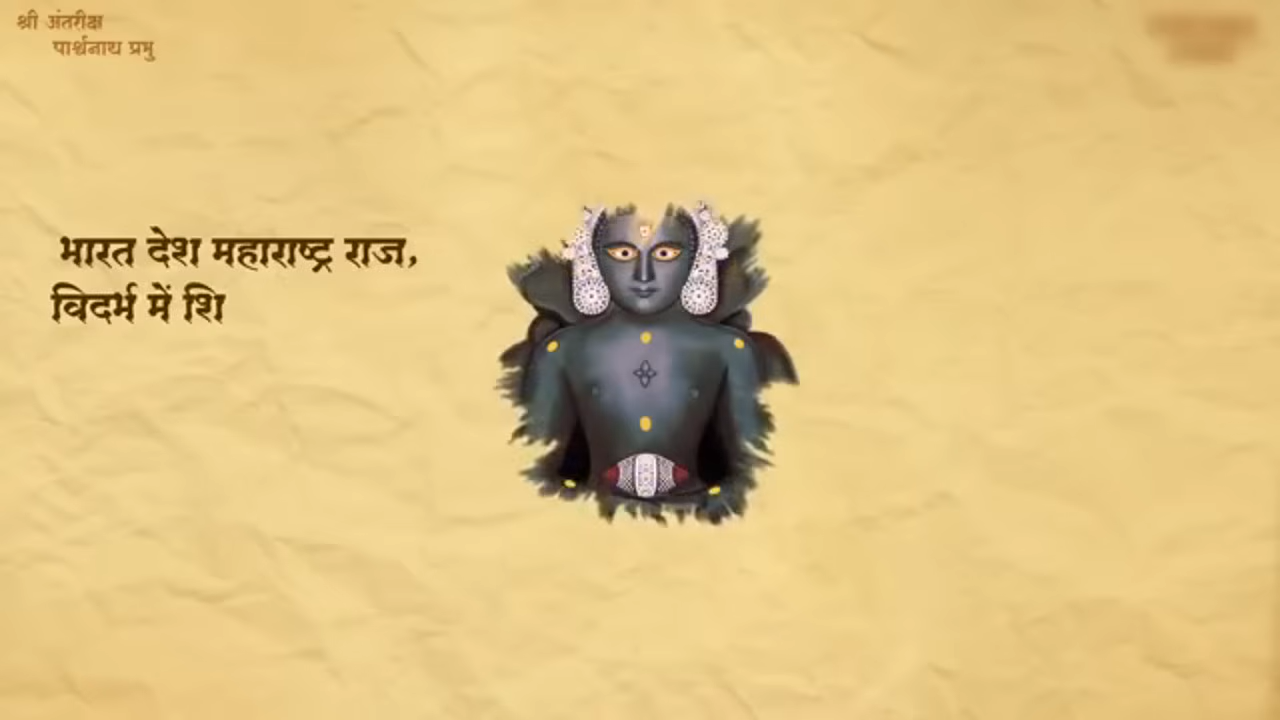 श्री अंतरीक्ष
पार्श्वनाथ प्रभु
भारत देश महाराष्ट्र राज,
विदर्भ में शि